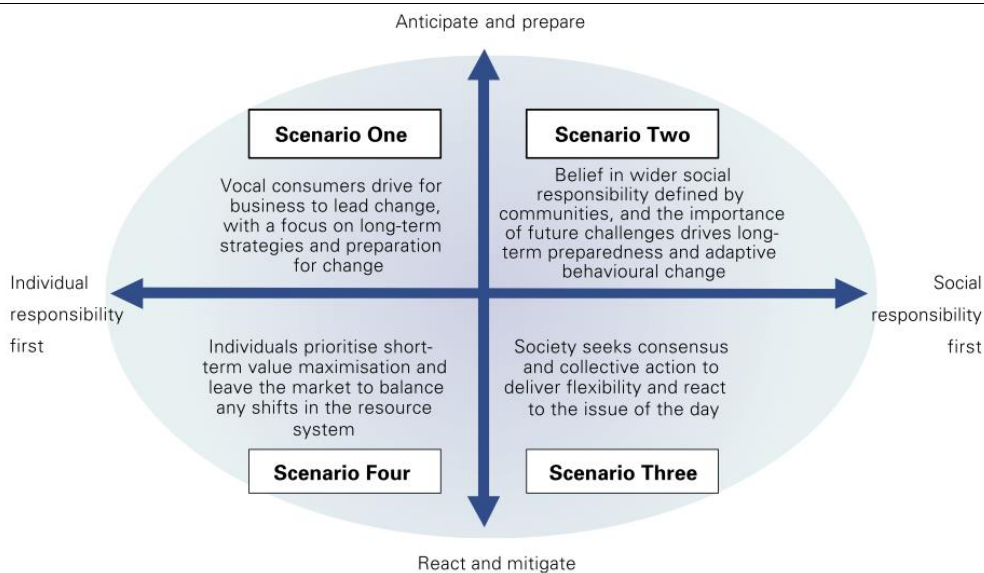 Anticipate and prepare
Scenario One
Vocal consumers drive for
business to lead change,
with a focus on long-term
strategies and preparation
for change
Scenario Two
Belief in wider social
responsibility defined by
communities, and the importance
of future challenges drives long-
term preparedness and adaptive
behavioural change
Individual
responsibility
first
Social
responsibility
first
Individuals prioritise short-
term value maximisation and
leave the market to balance
any shifts in the resource
system
Scenario Four
Society seeks consensus
and collective action to
deliver flexibility and react
to the issue of the day
Scenario Three
React and mitigate